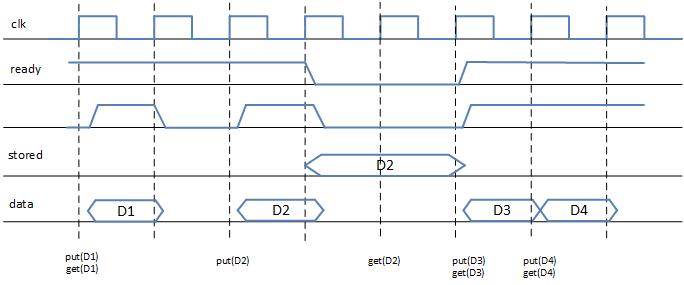 clk
ready
stored
D2
data
D1
D2
D3
D4
put(D1)
put(D2)
get(D2)
put(D3)
put(D4)
get(D1)
get(D3)
get(D4)